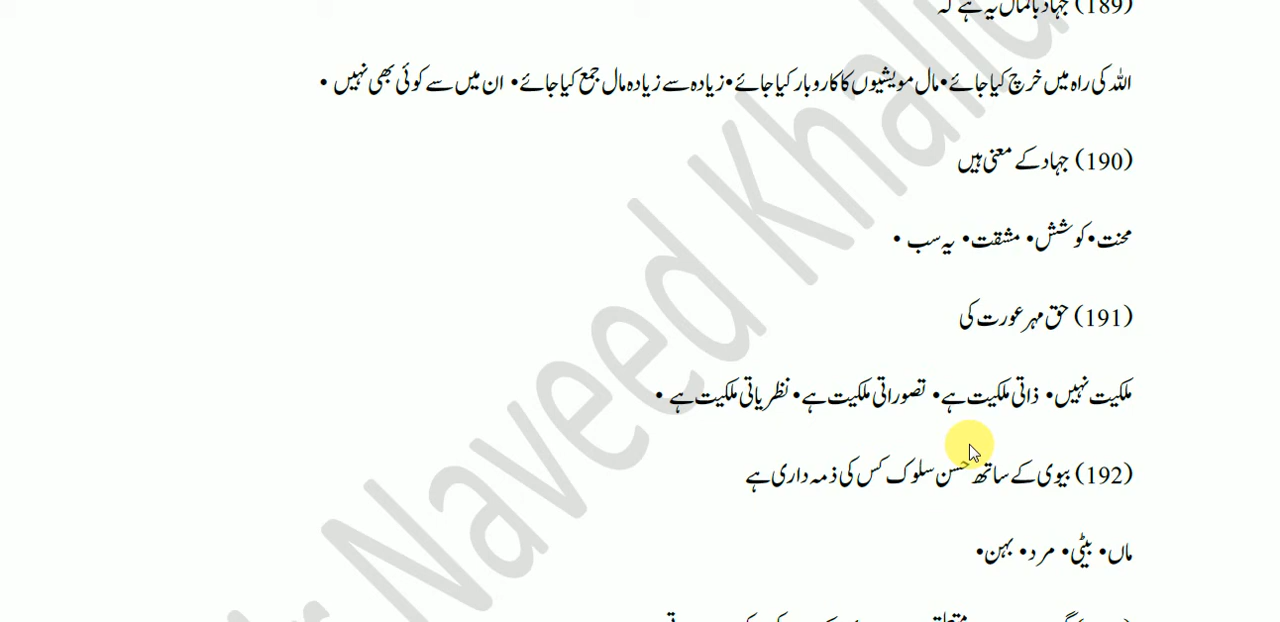 (189) جہاد بالمال یہ ہے کہ
اللہ کی راہ میں خرچ کیا جائے •مال مویشیوں کا کاروبار کیا جائے •زیادہ سے زیادہ مال جمع کیا جائے • ان میں سے کوئی بھی نہیں •
(190) جہاد کے معنی ہیں
محنت •کوشش • مشقت • یہ سب •
(191) حق مہر عورت کی
ملکیت نہیں • ذاتی ملکیت ہے • تصوراتی ملکیت ہے •نظریاتی ملکیت ہے •
(192) بیوی کے ساتھ حسن سلوک کس کی ذمہ داری ہے
ماں • بیٹی • مرد • بہن •
Naveed Khalid